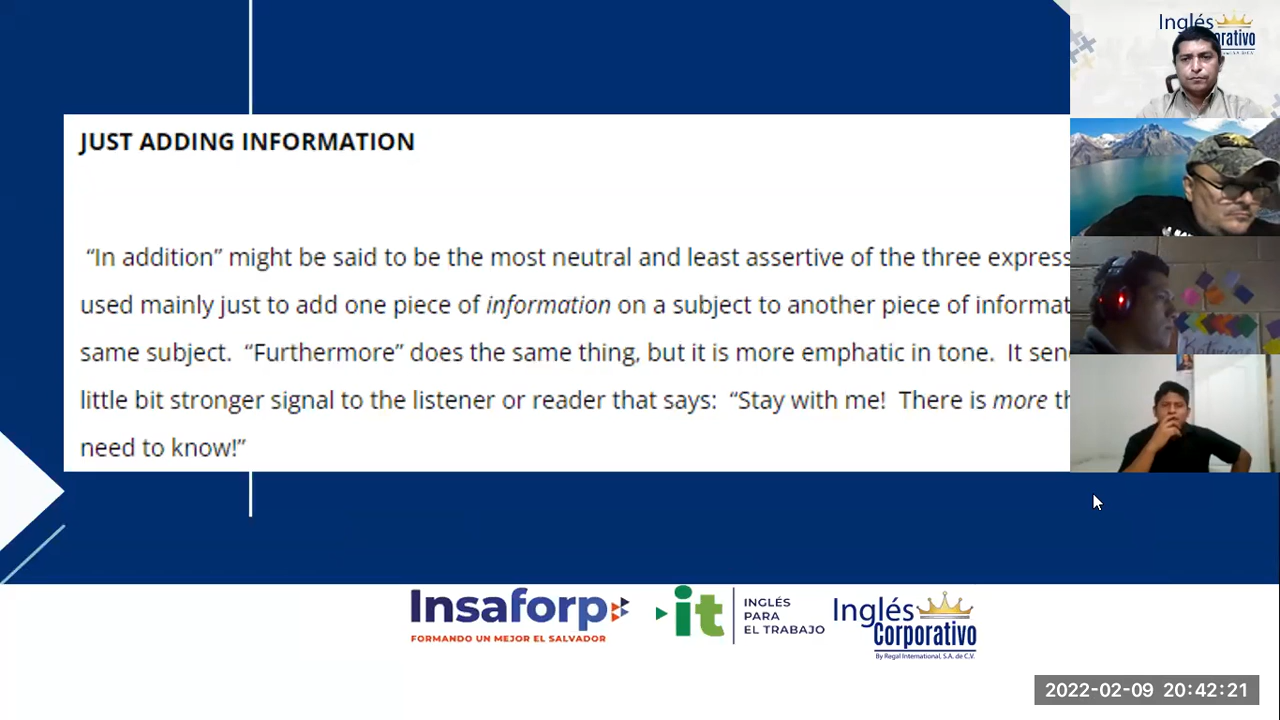 Inglés
JUST ADDING INFORMATION
“In addition” might be said to be the most neutral and least assertive of the three express
used mainly just to add one piece of information on a subject to another piece of informat
same subject. “Furthermore” does the same thing, but it is more emphatic in tone. It sen
little bit stronger signal to the listener or reader that says: “Stay with me! There is more th
need to know!”
Insaforp
FORMANDO UN MEJOR EL SALVADOR
it
INGLÉS
PARA
EL TRABAJO
Inglés
Corporativo
By Regal International, S.A. de C.V.
2022-02-09 20:42:21